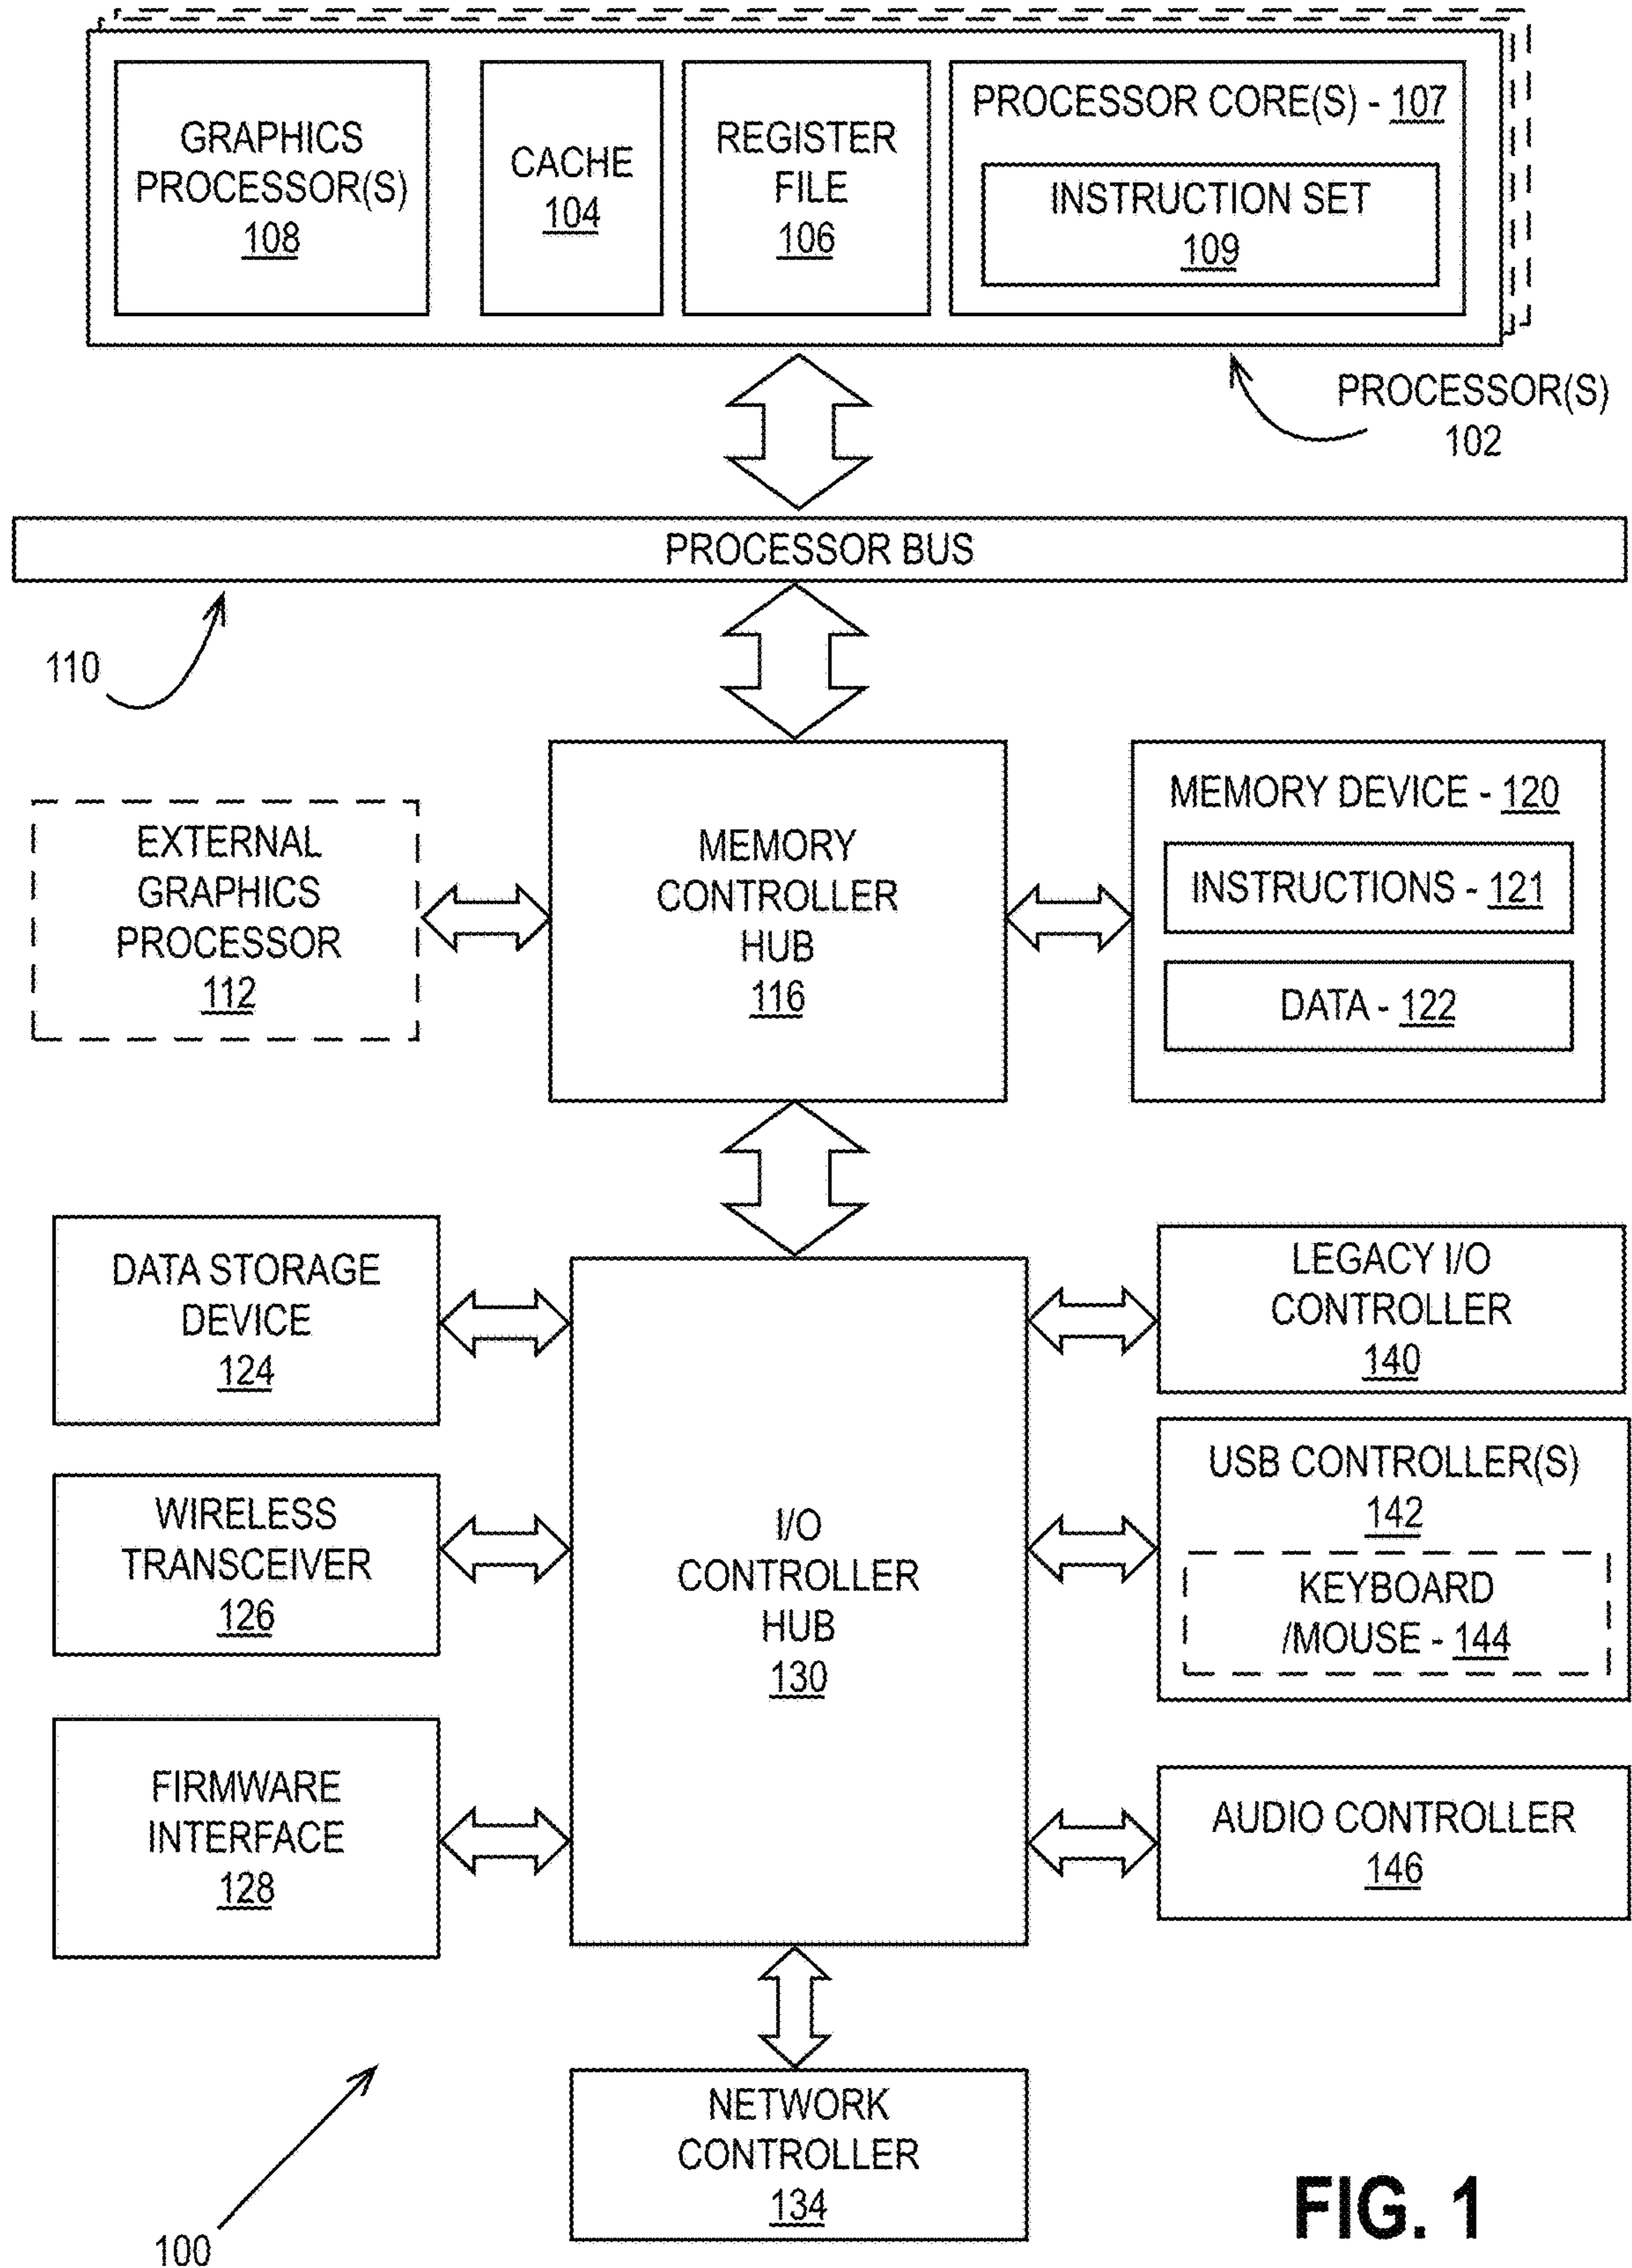 GRAPHICS
PROCESSOR(S)
108
CACHE
104
REGISTER
FILE
106
PROCESSOR CORE(S) - 107
INSTRUCTION SET
109
PROCESSOR(S)
102
PROCESSOR BUS
110
EXTERNAL
GRAPHICS
PROCESSOR
112
MEMORY
CONTROLLER
HUB
116
MEMORY DEVICE - 120
INSTRUCTIONS - 121
DATA - 122
DATA STORAGE
DEVICE
124
WIRELESS
TRANSCEIVER
126
FIRMWARE
INTERFACE
128
I/O
CONTROLLER
HUB
130
LEGACY I/O
CONTROLLER
140
USB CONTROLLER(S)
142
KEYBOARD
/MOUSE - 144
AUDIO CONTROLLER
146
NETWORK
CONTROLLER
134
100
FIG. 1